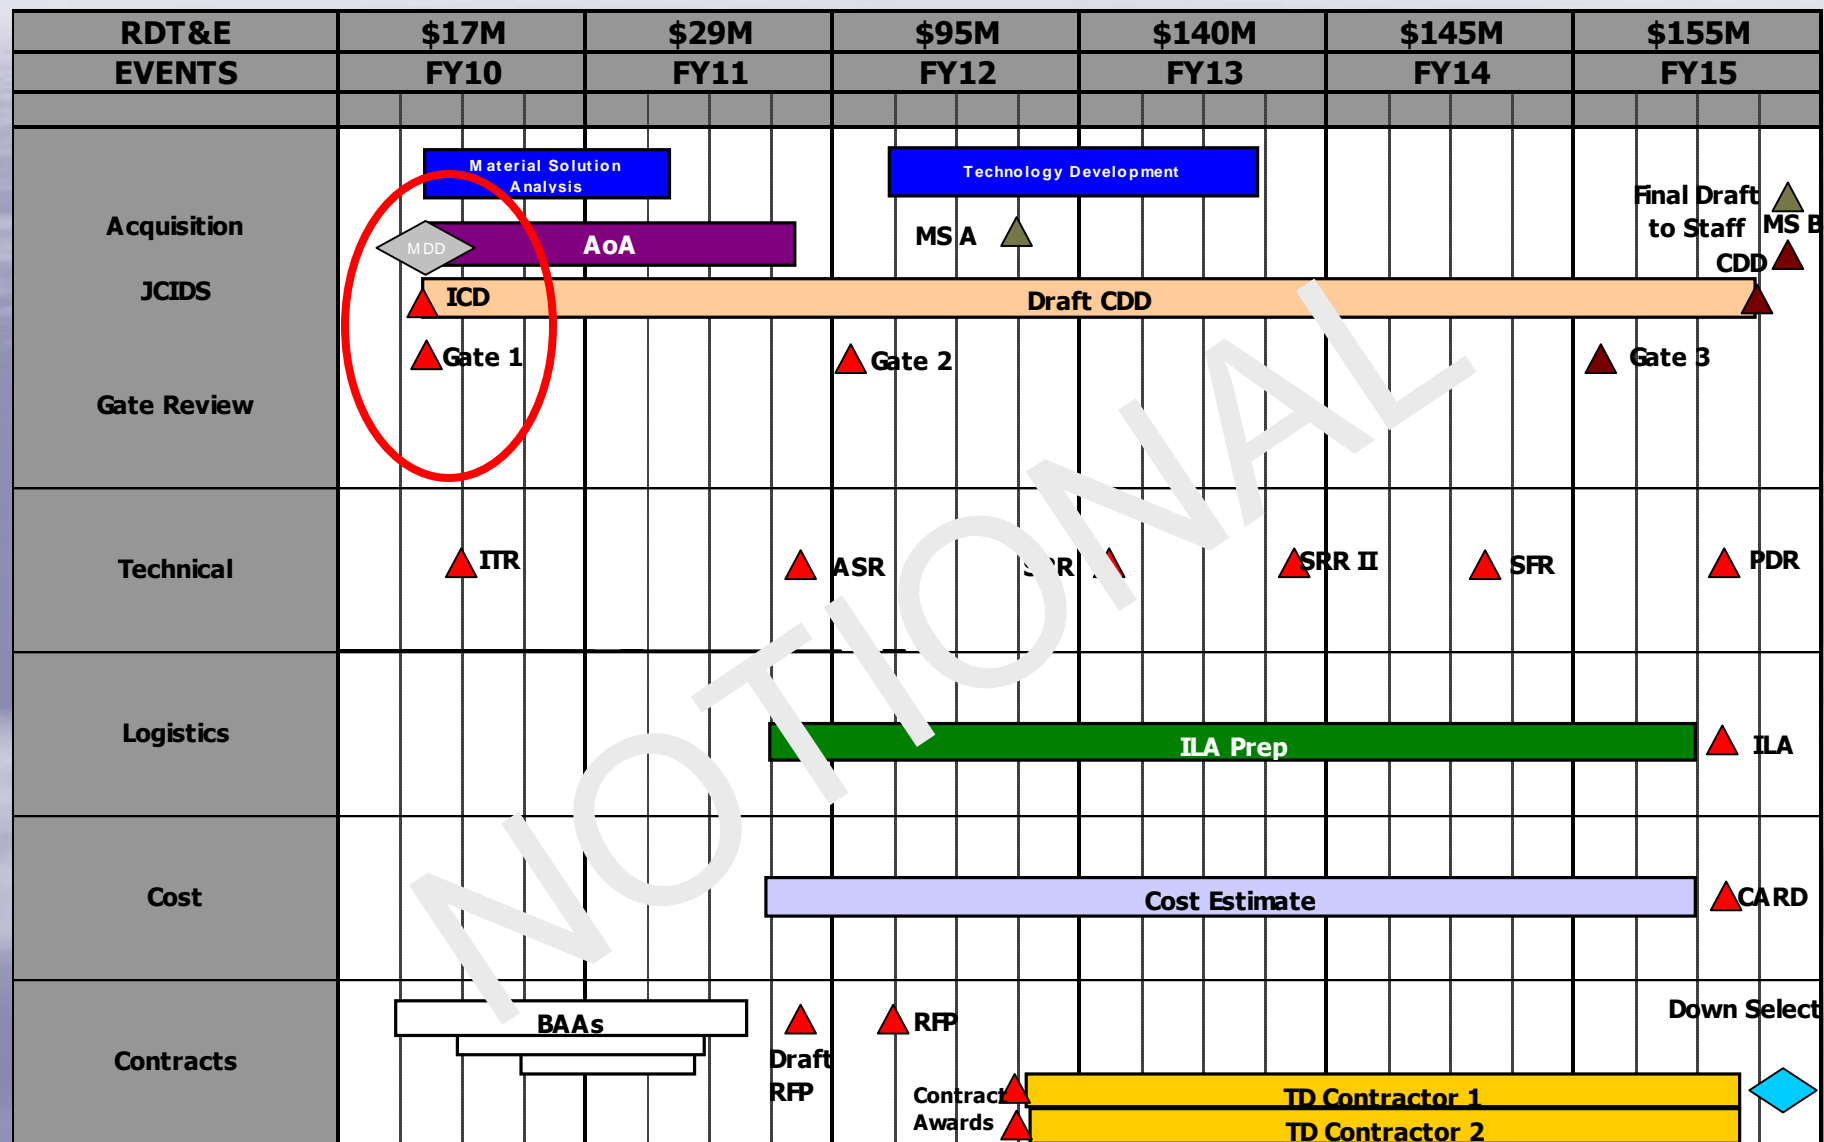 RDT&E $17M $29M $95M $140M $145M $155M
EVENTS FY10 FY11 FY12 FY13 FY14 FY15
Acquisition
JCIDS
Gate Review
Material Solution
Analysis
Technology Development
MDD
AoA
MS A
Final Draft
to Staff
MS B
CDD
ICD
Draft CDD
Gate 1
Gate 2
Gate 3
Technical
ITR
ASR
SRR II
SFR
PDR
NOTIONAL
Logistics
ILA Prep
ILA
Cost
Cost Estimate
CARD
Contracts
BAAs
Draft
RFP
RFP
Contract
Awards
Down Select
TD Contractor 1
TD Contractor 2